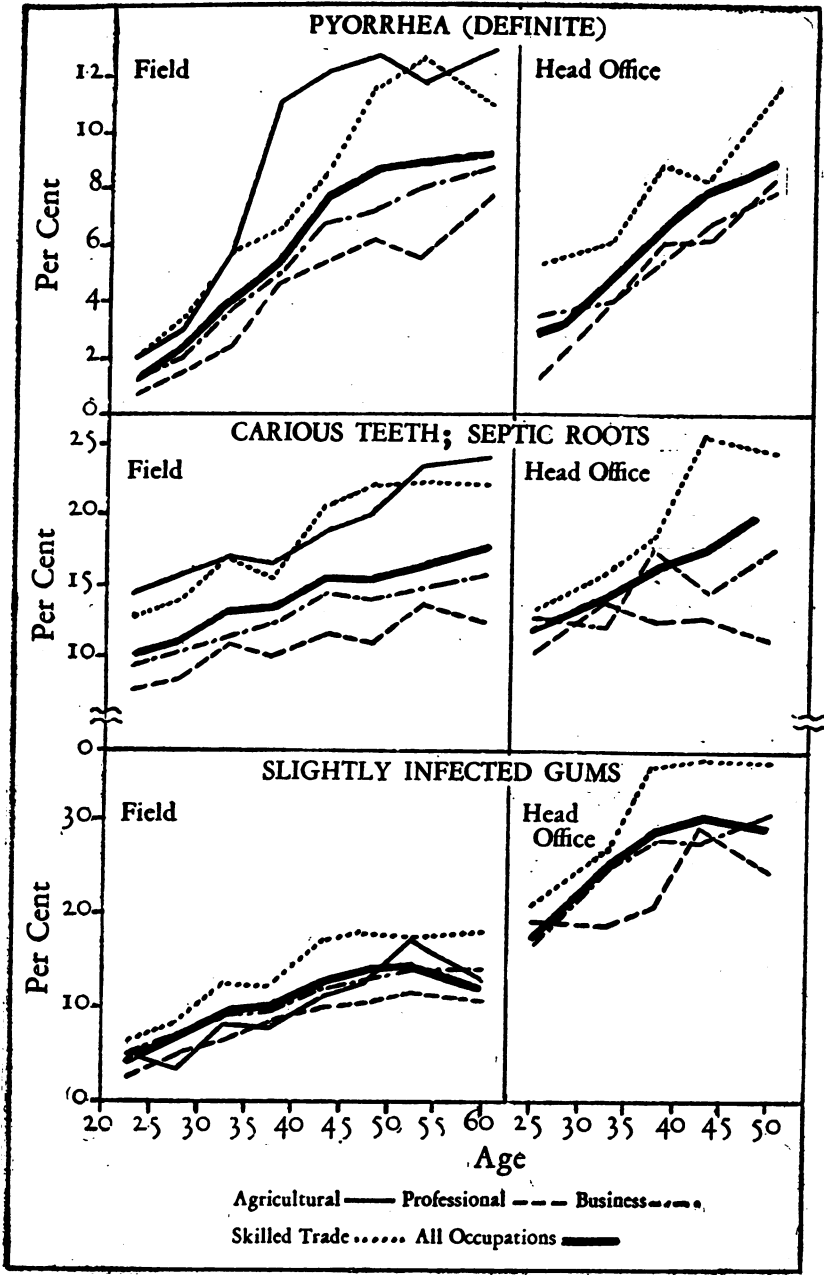 PYORRHEA (DEFINITE)
Field
Head Office
12
10
8
6
4
2
0
Per Cent
CARIOUS TEETH; SEPTIC ROOTS
Field
Head Office
25
20
15
10
0
Per Cent
SLIGHTLY INFECTED GUMS
Field
Head
Office
30
20
10
0
Per Cent
20 25 30 35 40 45 50 55 60 25 30 35 40 45 50
Age
Agricultural Professional Business
Skilled Trade All Occupations